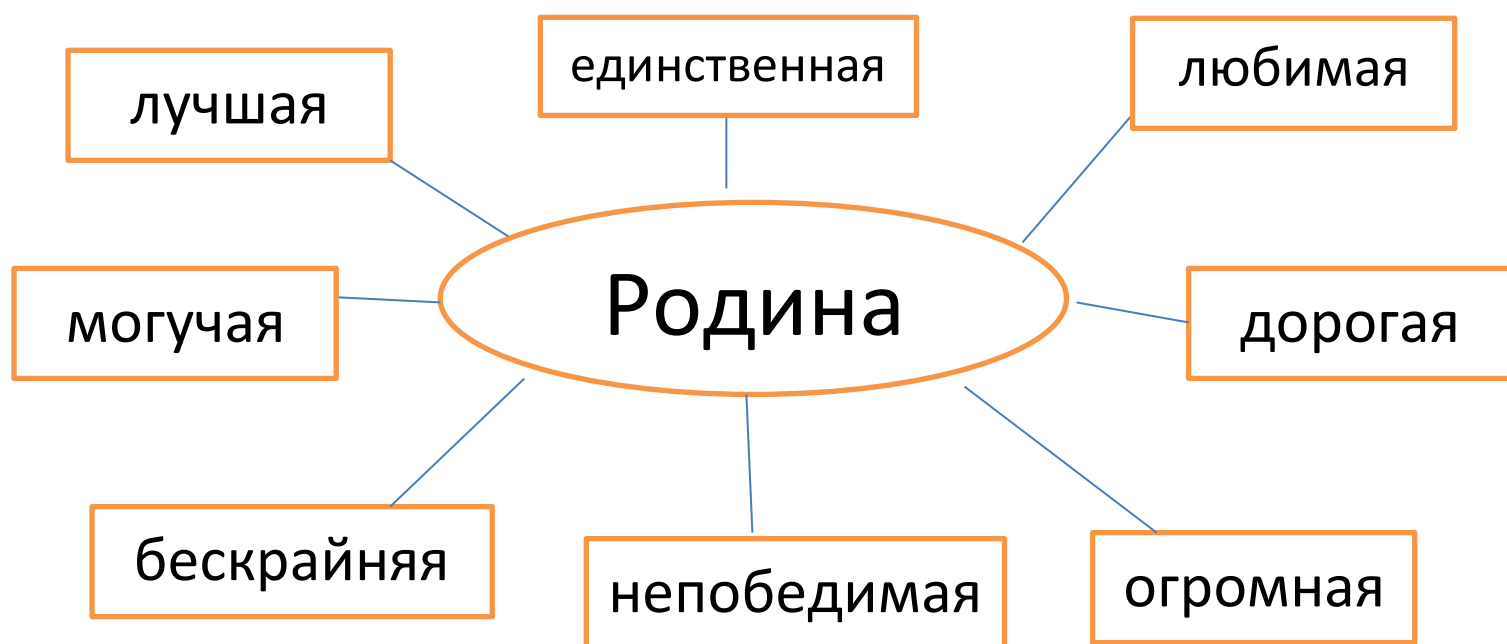 единственная
любимая
лучшая
Родина
могучая
дорогая
бескрайняя
непобедимая
огромная